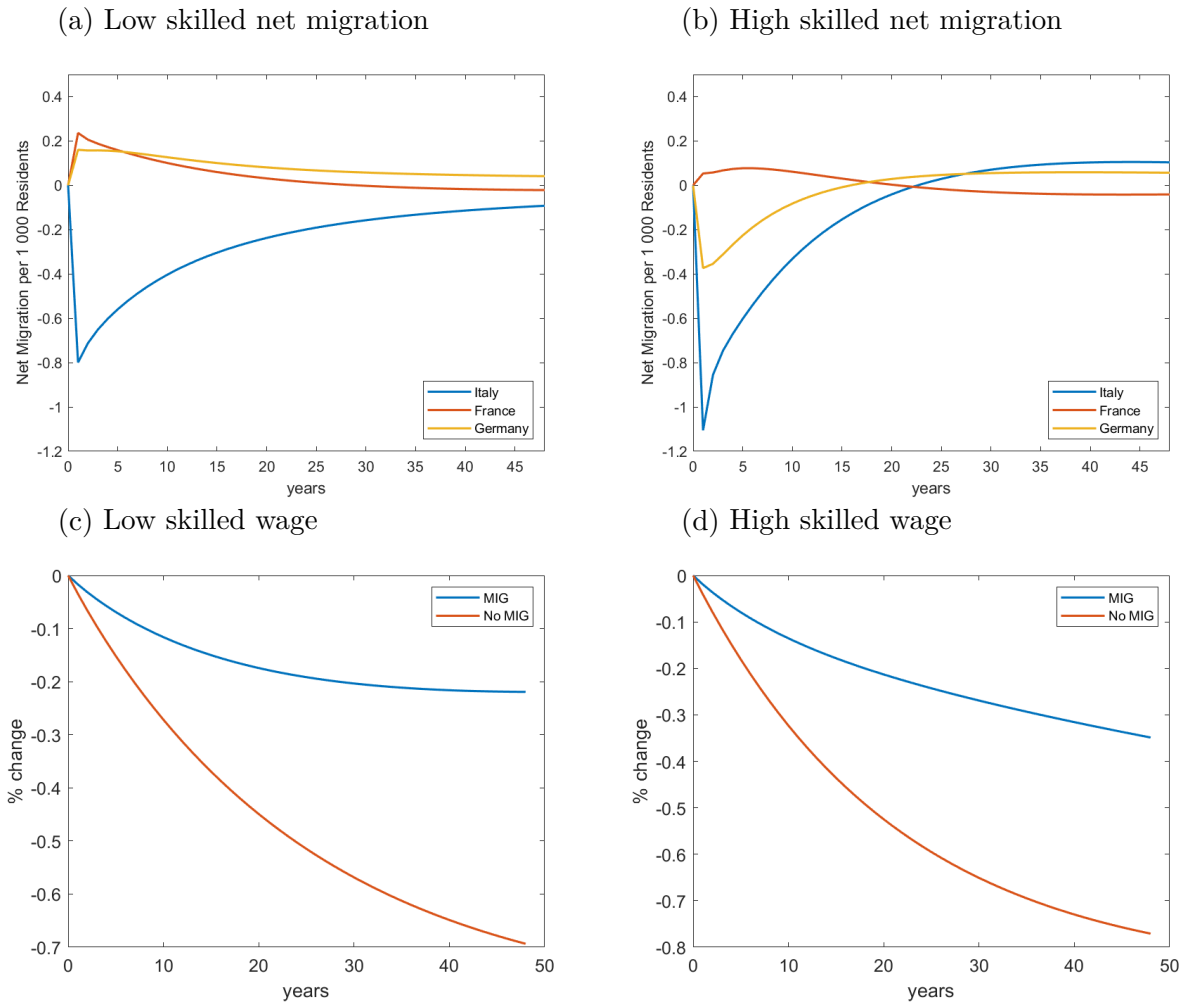 (a) Low skilled net migration
0.4
0.2
0
-0.2
-0.4
-0.6
-0.8
-1
-1.2
Net Migration per 1 000 Residents
0 5 10 15 20 25 30 35 40 45
years
Italy
France
Germany
(b) High skilled net migration
0.4
0.2
0
-0.2
-0.4
-0.6
-0.8
-1
-1.2
Net Migration per 1 000 Residents
0 5 10 15 20 25 30 35 40 45
years
Italy
France
Germany
(c) Low skilled wage
0
-0.1
-0.2
-0.3
-0.4
-0.5
-0.6
-0.7
% change
0 10 20 30 40 50
years
MIG
No MIG
(d) High skilled wage
0
-0.1
-0.2
-0.3
-0.4
-0.5
-0.6
-0.7
-0.8
% change
0 10 20 30 40 50
years
MIG
No MIG